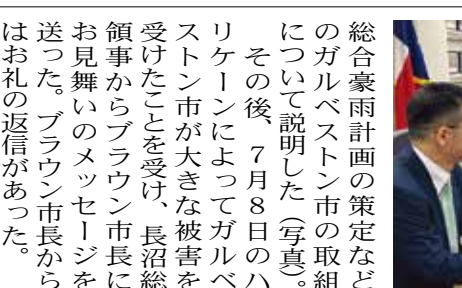 総合豪雨計画の策定など
のガルベストン市の取組
について説明した（写真）。
その後、7月8日のハ
リケーンによってガルベ
ストン市が大きな被害を
受けたことを受け、長沼総
領事からブラウン市長に
お見舞いのメッセージを
送った。ブラウン市長から
はお礼の返信があった。